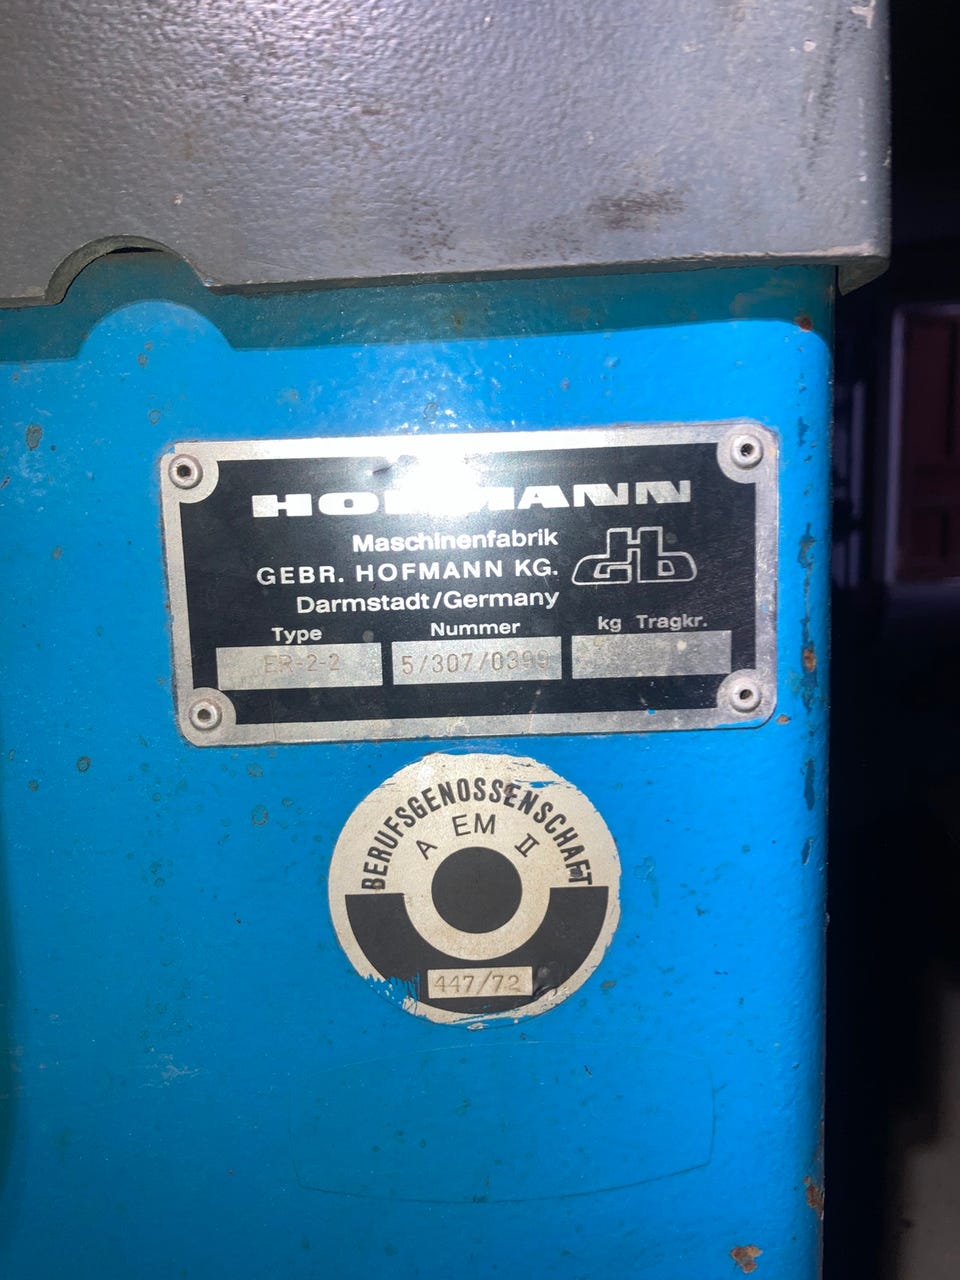 HOFMANN
Maschinenfabrik
GEBR. HOFMANN KG.
Darmstadt/Germany
Type Nummer kg Tragkr.
ER-2-2 5/307/0399
BERUFSGENOSSENSCHAFT
A EM II
447/72